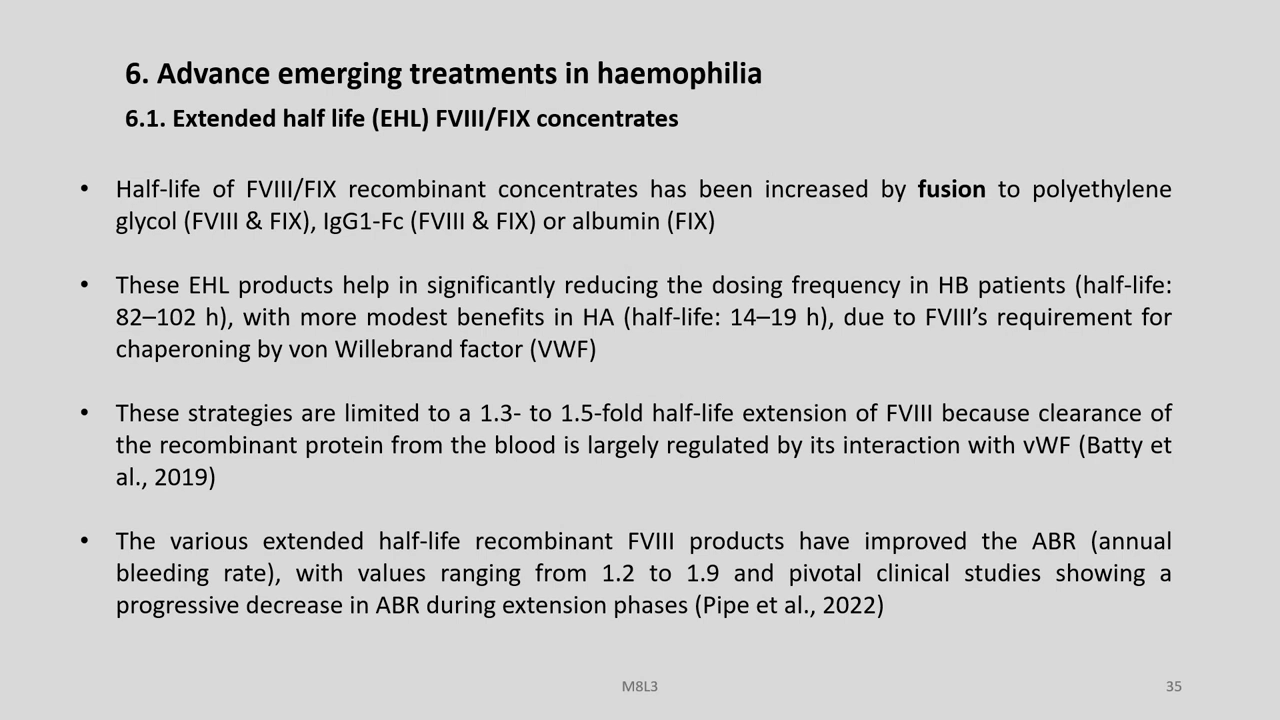 6. Advance emerging treatments in haemophilia
6.1. Extended half life (EHL) FVIII/FIX concentrates
• Half-life of FVIII/FIX recombinant concentrates has been increased by fusion to polyethylene
glycol (FVIII & FIX), IgG1-Fc (FVIII & FIX) or albumin (FIX)
• These EHL products help in significantly reducing the dosing frequency in HB patients (half-life:
82–102 h), with more modest benefits in HA (half-life: 14–19 h), due to FVIII’s requirement for
chaperoning by von Willebrand factor (VWF)
• These strategies are limited to a 1.3- to 1.5-fold half-life extension of FVIII because clearance of
the recombinant protein from the blood is largely regulated by its interaction with vWF (Batty et
al., 2019)
• The various extended half-life recombinant FVIII products have improved the ABR (annual
bleeding rate), with values ranging from 1.2 to 1.9 and pivotal clinical studies showing a
progressive decrease in ABR during extension phases (Pipe et al., 2022)
M8L3
35